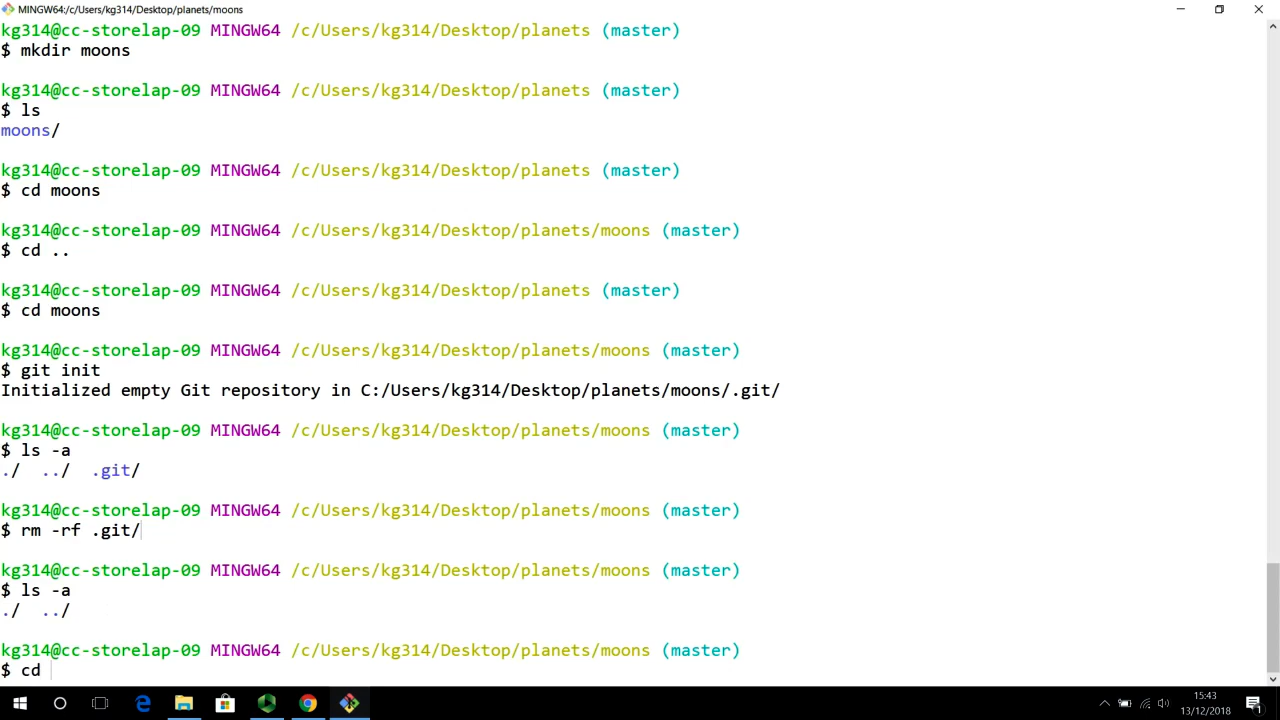 MINGW64:/c/Users/kg314/Desktop/planets/moons
kg314@cc-storelap-09 MINGW64 /c/Users/kg314/Desktop/planets (master)
$ mkdir moons
kg314@cc-storelap-09 MINGW64 /c/Users/kg314/Desktop/planets (master)
$ ls
moons/
kg314@cc-storelap-09 MINGW64 /c/Users/kg314/Desktop/planets (master)
$ cd moons
kg314@cc-storelap-09 MINGW64 /c/Users/kg314/Desktop/planets/moons (master)
$ cd ..
kg314@cc-storelap-09 MINGW64 /c/Users/kg314/Desktop/planets (master)
$ cd moons
kg314@cc-storelap-09 MINGW64 /c/Users/kg314/Desktop/planets/moons (master)
$ git init
Initialized empty Git repository in C:/Users/kg314/Desktop/planets/moons/.git/
kg314@cc-storelap-09 MINGW64 /c/Users/kg314/Desktop/planets/moons (master)
$ ls -a
./  ../  .git/
kg314@cc-storelap-09 MINGW64 /c/Users/kg314/Desktop/planets/moons (master)
$ rm -rf .git/
kg314@cc-storelap-09 MINGW64 /c/Users/kg314/Desktop/planets/moons (master)
$ ls -a
./  ../
kg314@cc-storelap-09 MINGW64 /c/Users/kg314/Desktop/planets/moons (master)
$ cd
15:43
13/12/2018
1